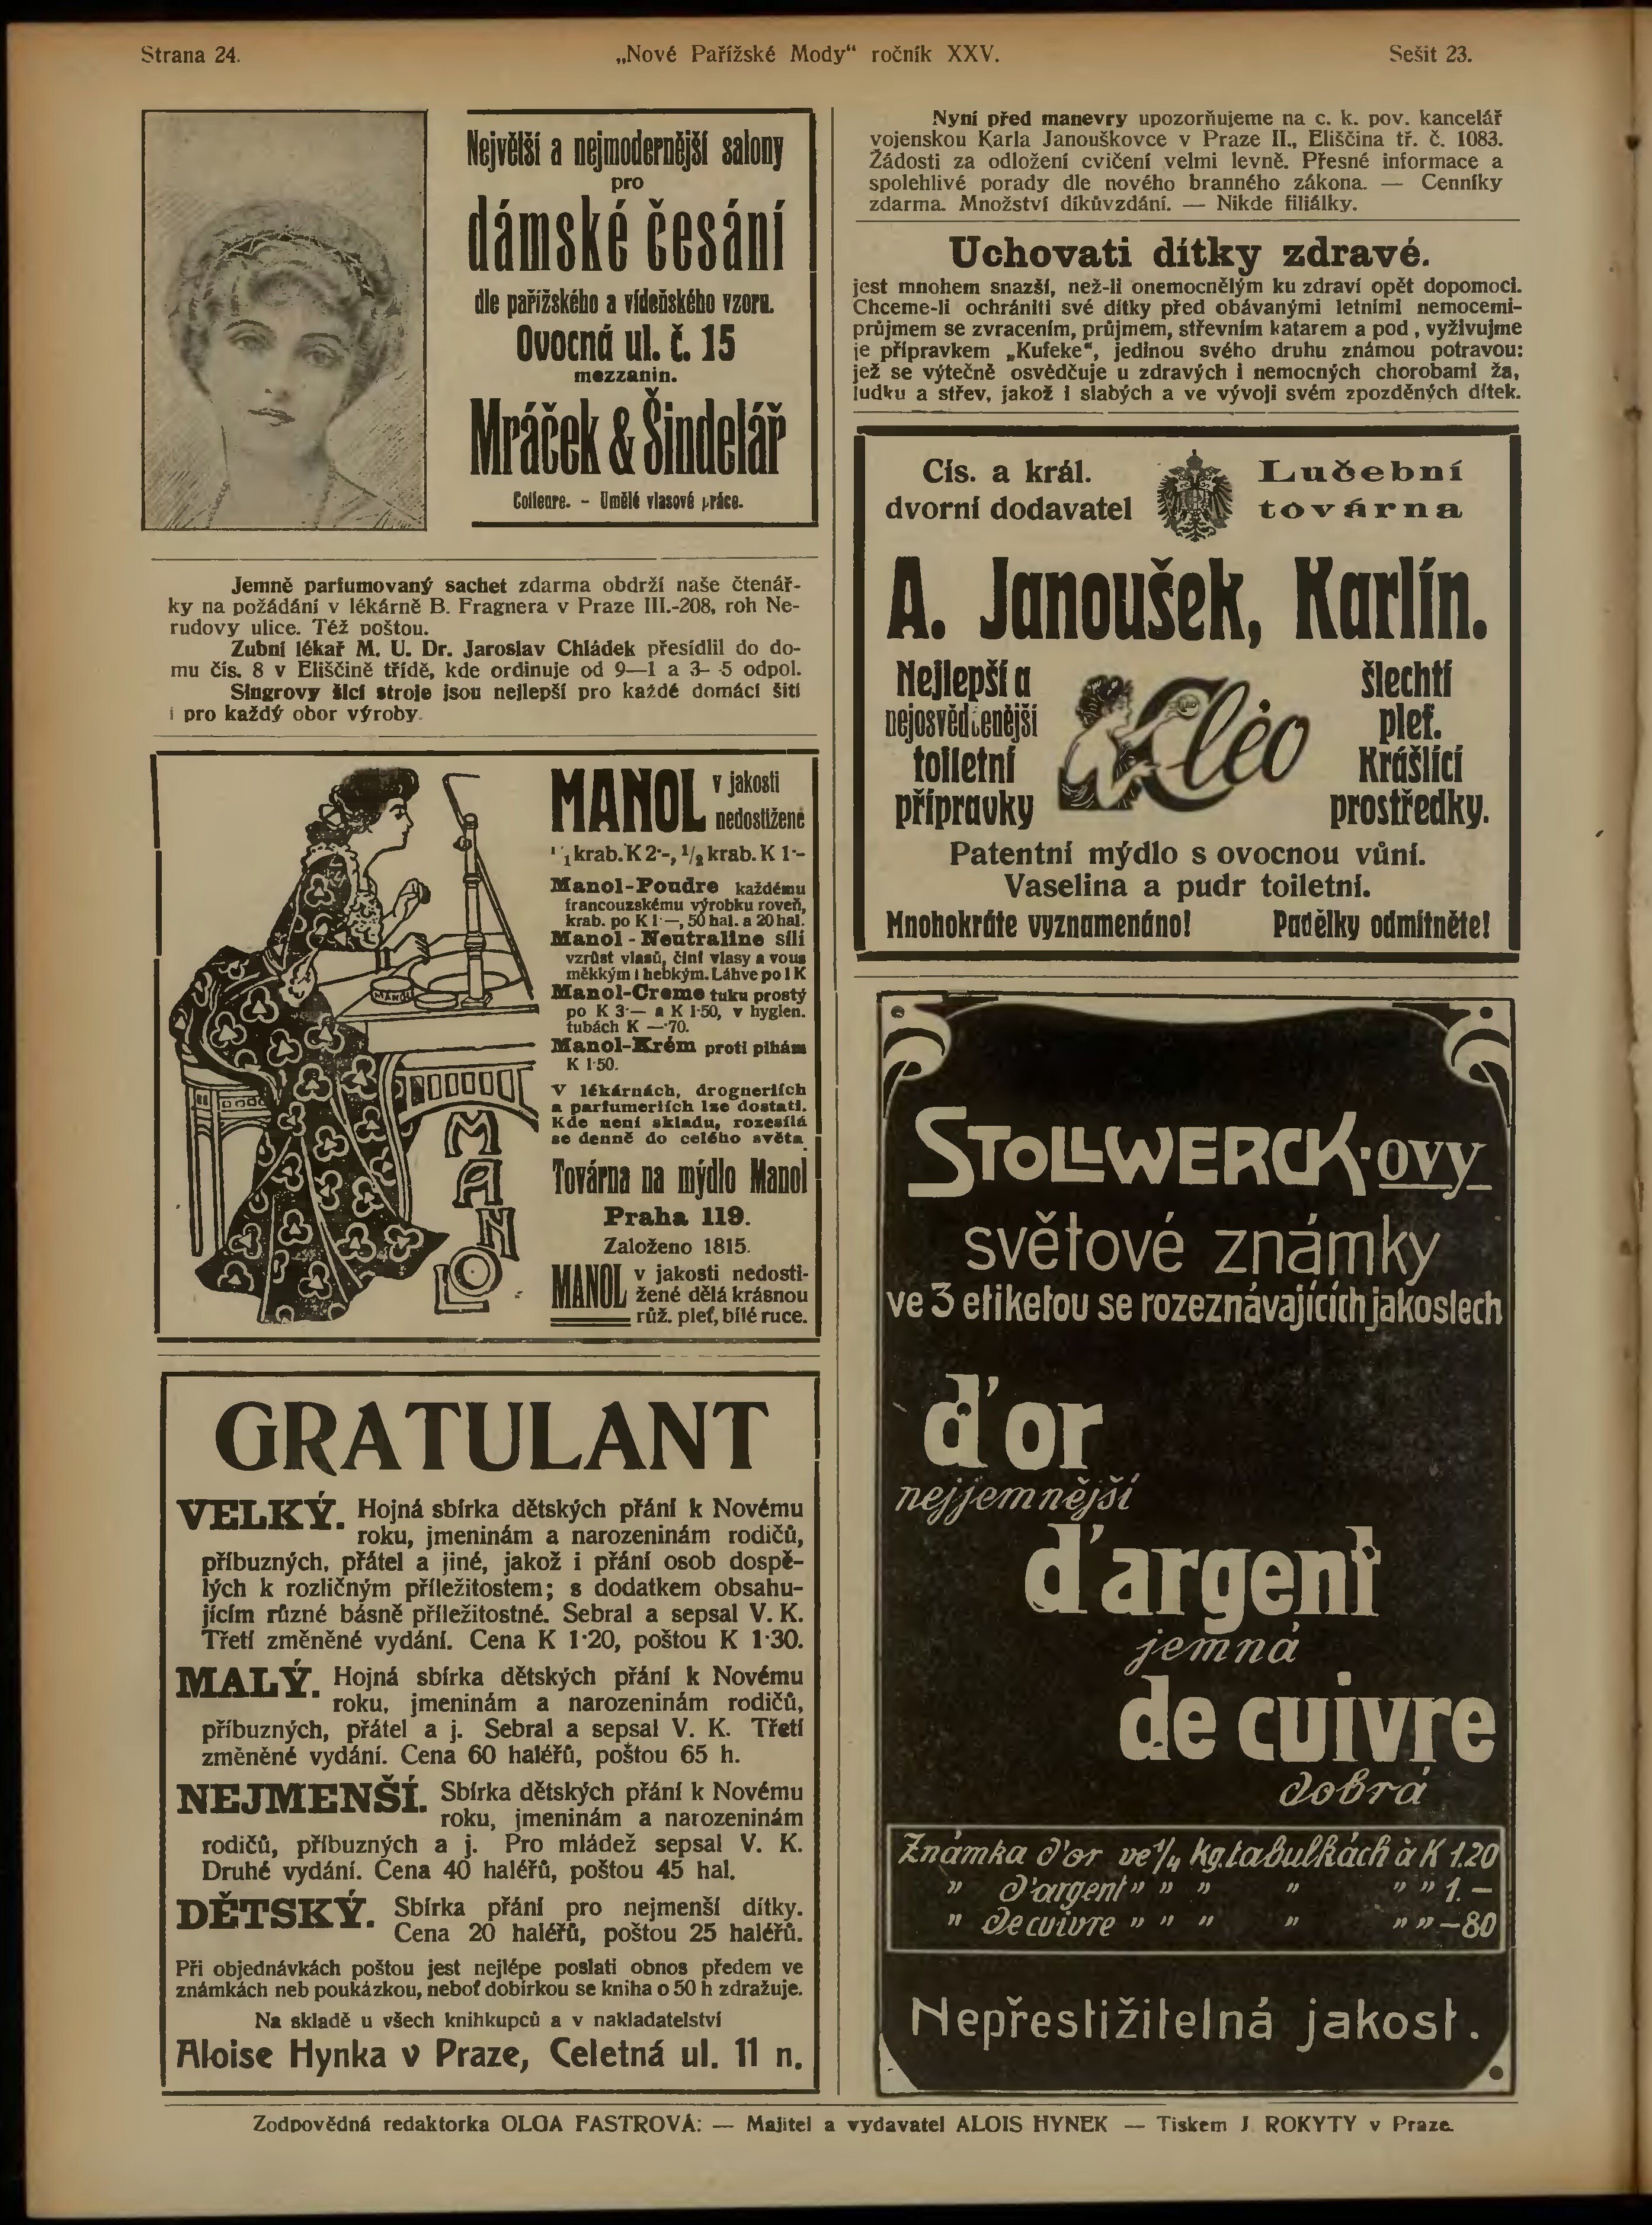 Strana 24.
„Nové Pařížské Mody“ ročník XXV.
Sešit 23.
Největší a nejmodernější salony
pro
dámské česání
dle pařížského a vídeňského vzoru.
Ovocná ul. č. 15
mezzanin.
Mráček & Šindelář
Coifeure. - Umělé vlasové práce.
Jemně parfumovaný sachet zdarma obdrží naše čtenář-
ky na požádání v lékárně B. Fragnera v Praze III.-208, roh Ne-
rudovy ulice. Též poštou.
Zubní lékař M. U. Dr. Jaroslav Chládek přesídlil do do-
mu čís. 8 v Eliščině třídě, kde ordinuje od 9—1 a 3- -5 odpol.
Singrovy šicí stroje jsou nejlepší pro každé domácí šití
i pro každý obor výroby.
MANOL v jakosti
nedostižené
1/1 krab. K 2·-, 1/2 krab. K 1·-
Manol-Poudre každému
francouzskému výrobku roveň,
krab. po K 1·—, 50 hal. a 20 hal.
Manol-Neutraline sílí
vzrůst vlasů, činí vlasy a vous
měkkým i hebkým. Láhve po 1 K
Manol-Creme tuku prostý
po K 3·— a K 1·50, v hygien.
tubách K —·70.
Manol-Krém proti pihám
K 1·50.
V lékárnách, drogneriích
a parfumeriích lze dostati.
Kde není skladu, rozesílá
se denně do celého světa
Továrna na mýdlo Manol
Praha 119.
Založeno 1815.
MANOL v jakosti nedosti-
žené dělá krásnou
růž. pleť, bílé ruce.
MANOL
MANOL
GRATULANT
VELKÝ. Hojná sbírka dětských přání k Novému
roku, jmeninám a narozeninám rodičů,
příbuzných, přátel a jiné, jakož i přání osob dospě-
lých k rozličným příležitostem; s dodatkem obsahu-
jícím různé básně příležitostné. Sebral a sepsal V. K.
Třetí změněné vydání. Cena K 1·20, poštou K 1·30.
MALÝ. Hojná sbírka dětských přání k Novému
roku, jmeninám a narozeninám rodičů,
příbuzných, přátel a j. Sebral a sepsal V. K. Třetí
změněné vydání. Cena 60 haléřů, poštou 65 h.
NEJMENŠÍ. Sbírka dětských přání k Novému
roku, jmeninám a narozeninám
rodičů, příbuzných a j. Pro mládež sepsal V. K.
Druhé vydání. Cena 40 haléřů, poštou 45 hal.
DĚTSKÝ. Sbírka přání pro nejmenší dítky.
Cena 20 haléřů, poštou 25 haléřů.
Při objednávkách poštou jest nejlépe poslati obnos předem ve
známkách neb poukázkou, neboť dobírkou se kniha o 50 h zdražuje.
Na skladě u všech knihkupců a v nakladatelství
Aloise Hynka v Praze, Celetná ul. 11 n.
Nyní před manevry upozorňujeme na c. k. pov. kancelář
vojenskou Karla Janouškovce v Praze II., Eliščina tř. č. 1083.
Žádosti za odložení cvičení velmi levně. Přesné informace a
spolehlivé porady dle nového branného zákona. — Cenníky
zdarma. Množství díkůvzdání. — Nikde filiálky.
Uchovati dítky zdravé.
jest mnohem snazší, než-li onemocnělým ku zdraví opět dopomoci.
Chceme-li ochrániti své dítky před obávanými letními nemocemi-
průjmem se zvracením, průjmem, střevním katarem a pod , vyživujme
je přípravkem „Kufeke“, jedinou svého druhu známou potravou:
jež se výtečně osvědčuje u zdravých i nemocných chorobami ža,
ludku a střev, jakož i slabých a ve vývoji svém zpozděných dítek.
Cís. a král.
dvorní dodavatel
Lučební
továrna
A. Janoušek, Karlín.
Nejlepší a
nejosvědčenější
toiletní
přípravky
Cléo
šlechtí
pleť.
Krášlící
prostředky.
Patentní mýdlo s ovocnou vůní.
Vaselina a pudr toiletní.
Mnohokráte vyznamenáno! Padělky odmítněte!
STOLLWERCK-ovy
světové známky
ve 3 etiketou se rozeznávajících jakostech
d'or
nejjemnější
d'argent
jemná
de cuivre
dobrá
Známka d'or ve 1/4 kg. tabulkách à K 1.20
" d'argent " " " " " " 1.—
" de cuivre " " " " " " —80
Nepřestižitelná jakost.
Zodpovědná redaktorka OLGA FASTROVÁ: — Majitel a vydavatel ALOIS HYNEK — Tiskem J. ROKYTY v Praze.